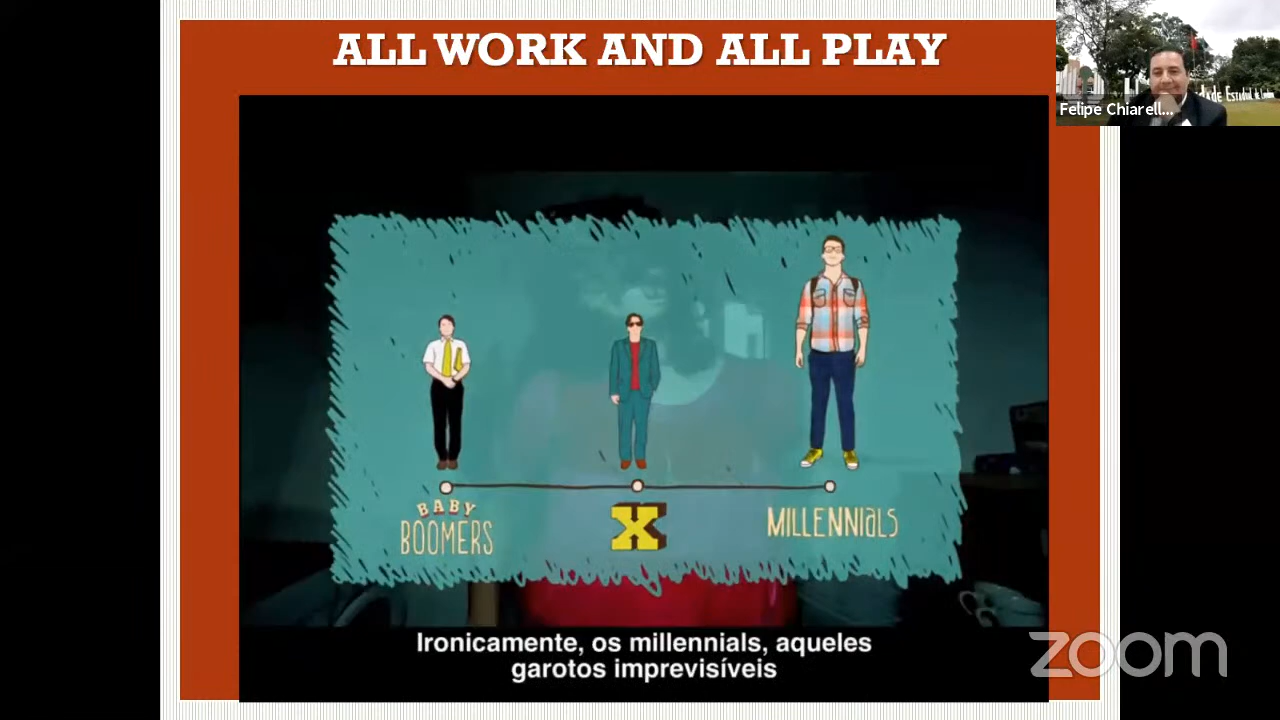 ALL WORK AND ALL PLAY
Felipe Chiarell...
BABY
BOOMERS
X
MILLENNIALS
Ironicamente, os millennials, aqueles
garotos imprevisíveis
zoom